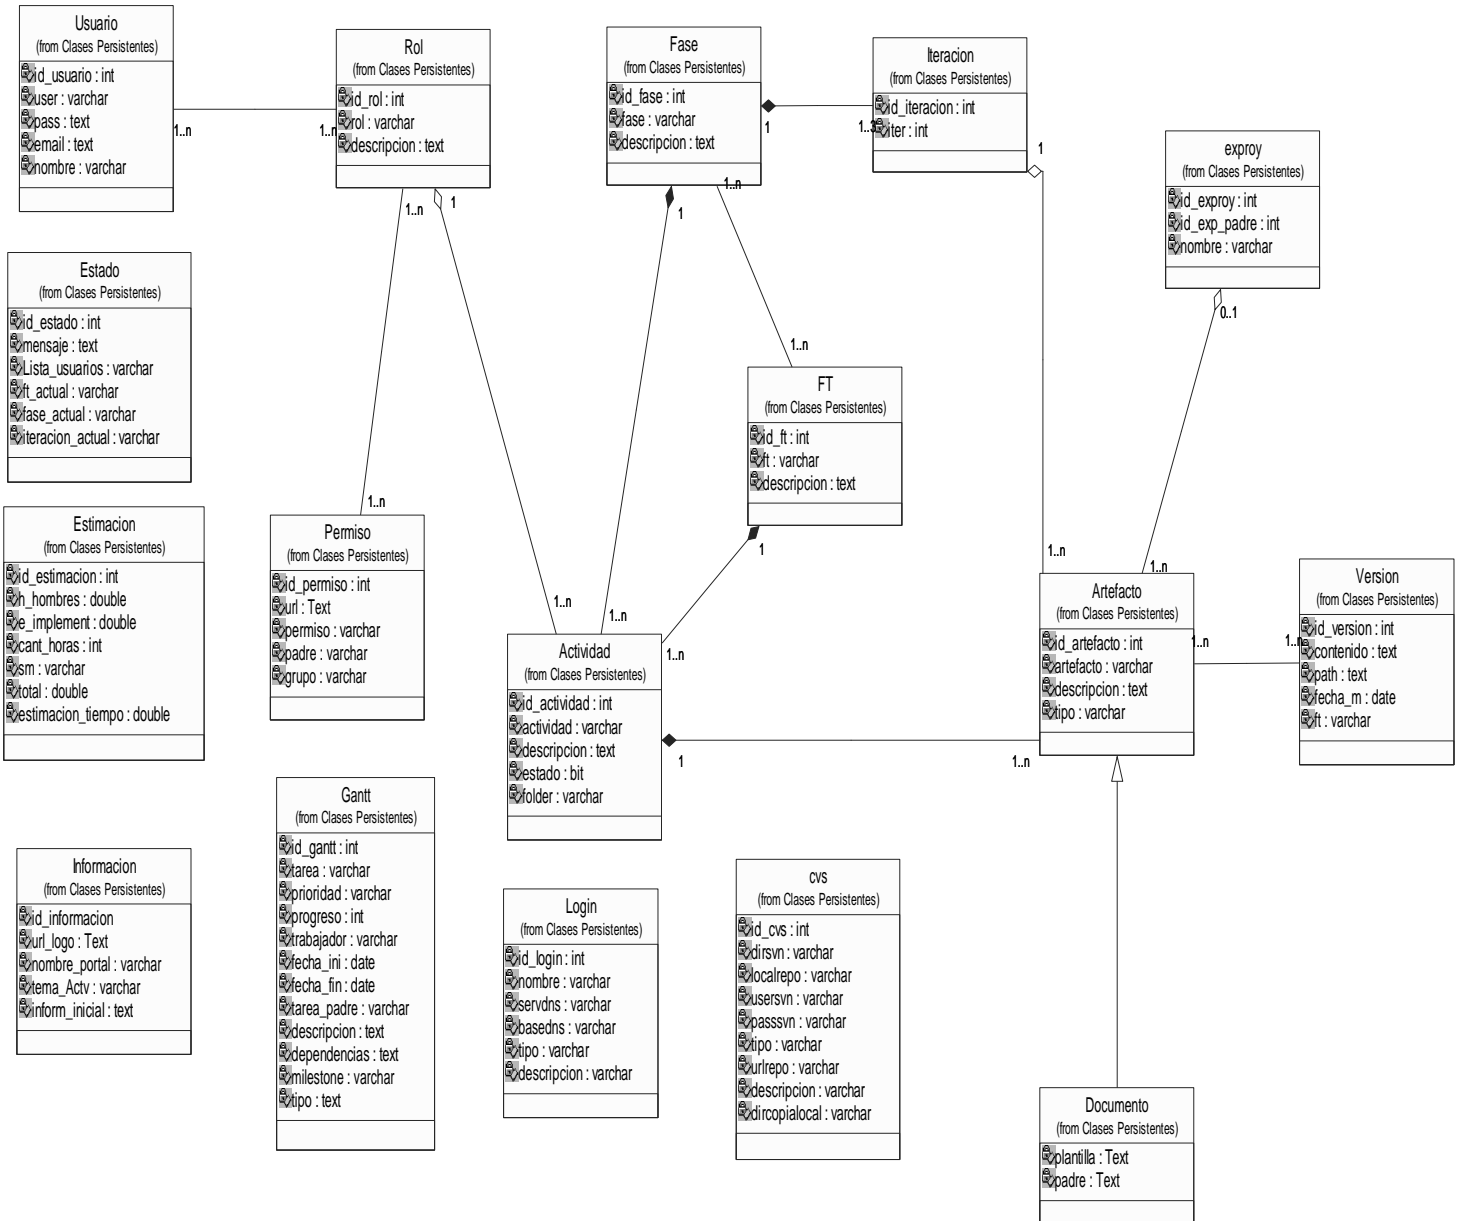 Usuario
(from Clases Persistentes)
id_usuario : int
user : varchar
pass : text
email : text
nombre : varchar
1..n
1..n
Rol
(from Clases Persistentes)
id_rol : int
rol : varchar
descripcion : text
1..n
1
Fase
(from Clases Persistentes)
id_fase : int
fase : varchar
descripcion : text
1
1..3
1
1..n
Iteracion
(from Clases Persistentes)
id_iteracion : int
iter : int
1
exproy
(from Clases Persistentes)
id_exproy : int
id_exp_padre : int
nombre : varchar
0..1
Estado
(from Clases Persistentes)
id_estado : int
mensaje : text
Lista_usuarios : varchar
ft_actual : varchar
fase_actual : varchar
iteracion_actual : varchar
1..n
FT
(from Clases Persistentes)
id_ft : int
ft : varchar
descripcion : text
1
Estimacion
(from Clases Persistentes)
id_estimacion : int
h_hombres : double
e_implement : double
cant_horas : int
sm : varchar
total : double
estimacion_tiempo : double
1..n
Permiso
(from Clases Persistentes)
id_permiso : int
url : Text
permiso : varchar
padre : varchar
grupo : varchar
1..n
1..n
1..n
Actividad
(from Clases Persistentes)
id_actividad : int
actividad : varchar
descripcion : text
estado : bit
folder : varchar
1
1..n
1..n
1..n
Artefacto
(from Clases Persistentes)
id_artefacto : int
artefacto : varchar
descripcion : text
tipo : varchar
1..n
1..n
Version
(from Clases Persistentes)
id_version : int
contenido : text
path : text
fecha_m : date
ft : varchar
Informacion
(from Clases Persistentes)
id_informacion
url_logo : Text
nombre_portal : varchar
tema_Actv : varchar
inform_inicial : text
Gantt
(from Clases Persistentes)
id_gantt : int
tarea : varchar
prioridad : varchar
progreso : int
trabajador : varchar
fecha_ini : date
fecha_fin : date
tarea_padre : varchar
descripcion : text
dependencias : text
milestone : varchar
tipo : text
Login
(from Clases Persistentes)
id_login : int
nombre : varchar
servdns : varchar
basedns : varchar
tipo : varchar
descripcion : varchar
cvs
(from Clases Persistentes)
id_cvs : int
dirsvn : varchar
localrepo : varchar
usersvn : varchar
passsvn : varchar
tipo : varchar
urlrepo : varchar
descripcion : varchar
dircopialocal : varchar
Documento
(from Clases Persistentes)
plantilla : Text
padre : Text